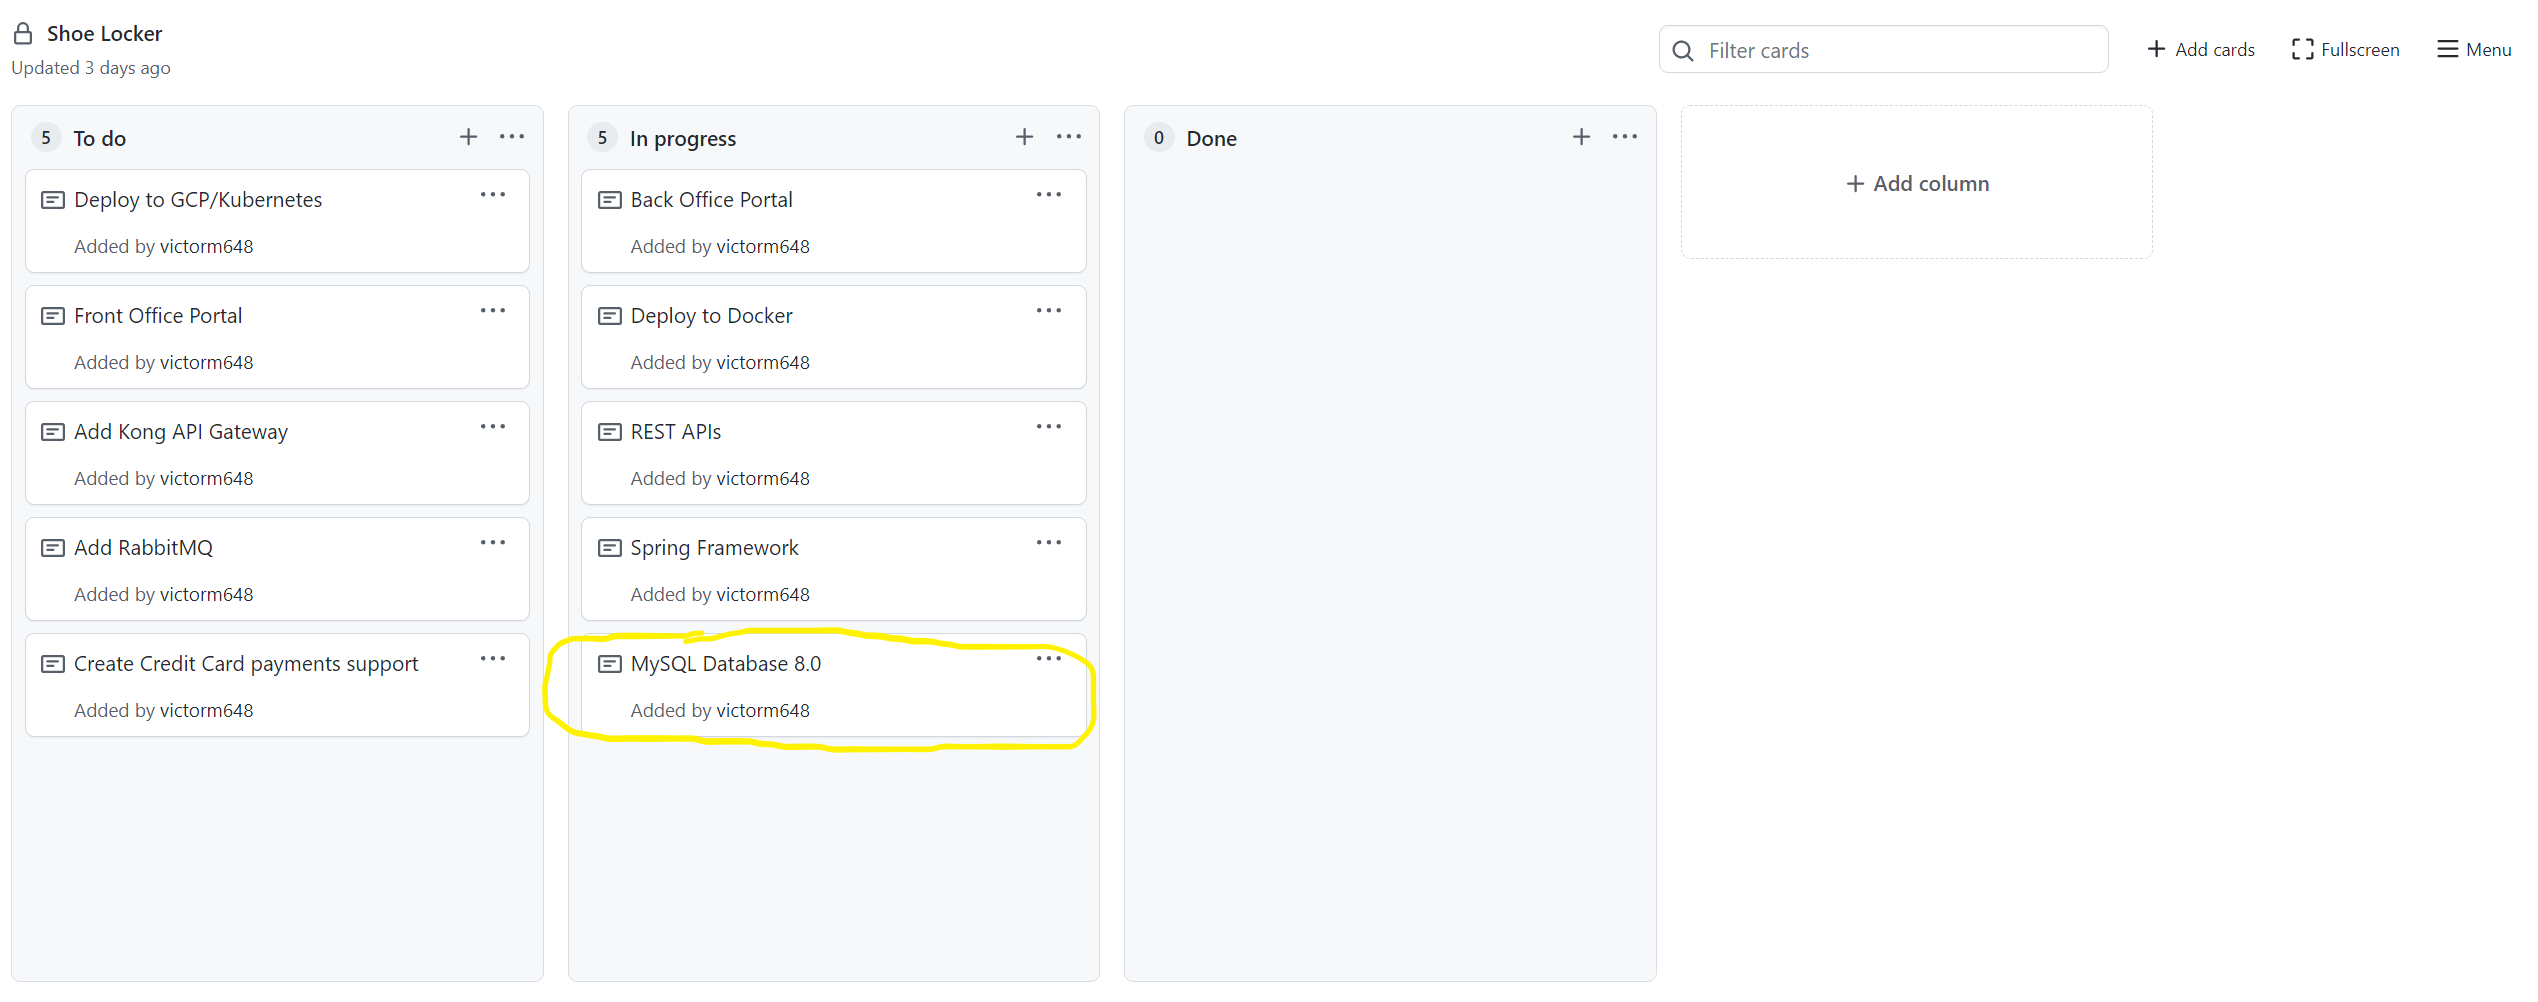 Shoe Locker
Updated 3 days ago
Filter cards
Add cards
Fullscreen
Menu
5 To do
Deploy to GCP/Kubernetes
Added by victorm648
Front Office Portal
Added by victorm648
Add Kong API Gateway
Added by victorm648
Add RabbitMQ
Added by victorm648
Create Credit Card payments support
Added by victorm648
5 In progress
Back Office Portal
Added by victorm648
Deploy to Docker
Added by victorm648
REST APIs
Added by victorm648
Spring Framework
Added by victorm648
MySQL Database 8.0
Added by victorm648
0 Done
Add column